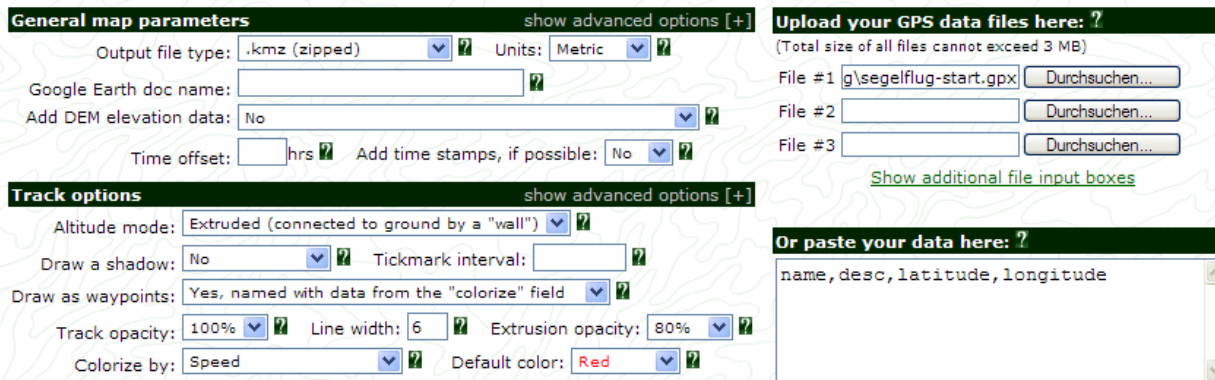 General map parameters show advanced options [+]
Output file type: .kmz (zipped) ? Units: Metric ?
Google Earth doc name: ?
Add DEM elevation data: No ?
Time offset: hrs ? Add time stamps, if possible: No ?
Track options show advanced options [+]
Altitude mode: Extruded (connected to ground by a "wall") ?
Draw a shadow: No ? Tickmark interval: ?
Draw as waypoints: Yes, named with data from the "colorize" field ?
Track opacity: 100% ? Line width: 6 ? Extrusion opacity: 80% ?
Colorize by: Speed ? Default color: Red ?
Upload your GPS data files here: ?
(Total size of all files cannot exceed 3 MB)
File #1 g\segelflug-start.gpx Durchsuchen...
File #2 Durchsuchen...
File #3 Durchsuchen...
Show additional file input boxes
Or paste your data here: ?
name,desc,latitude,longitude